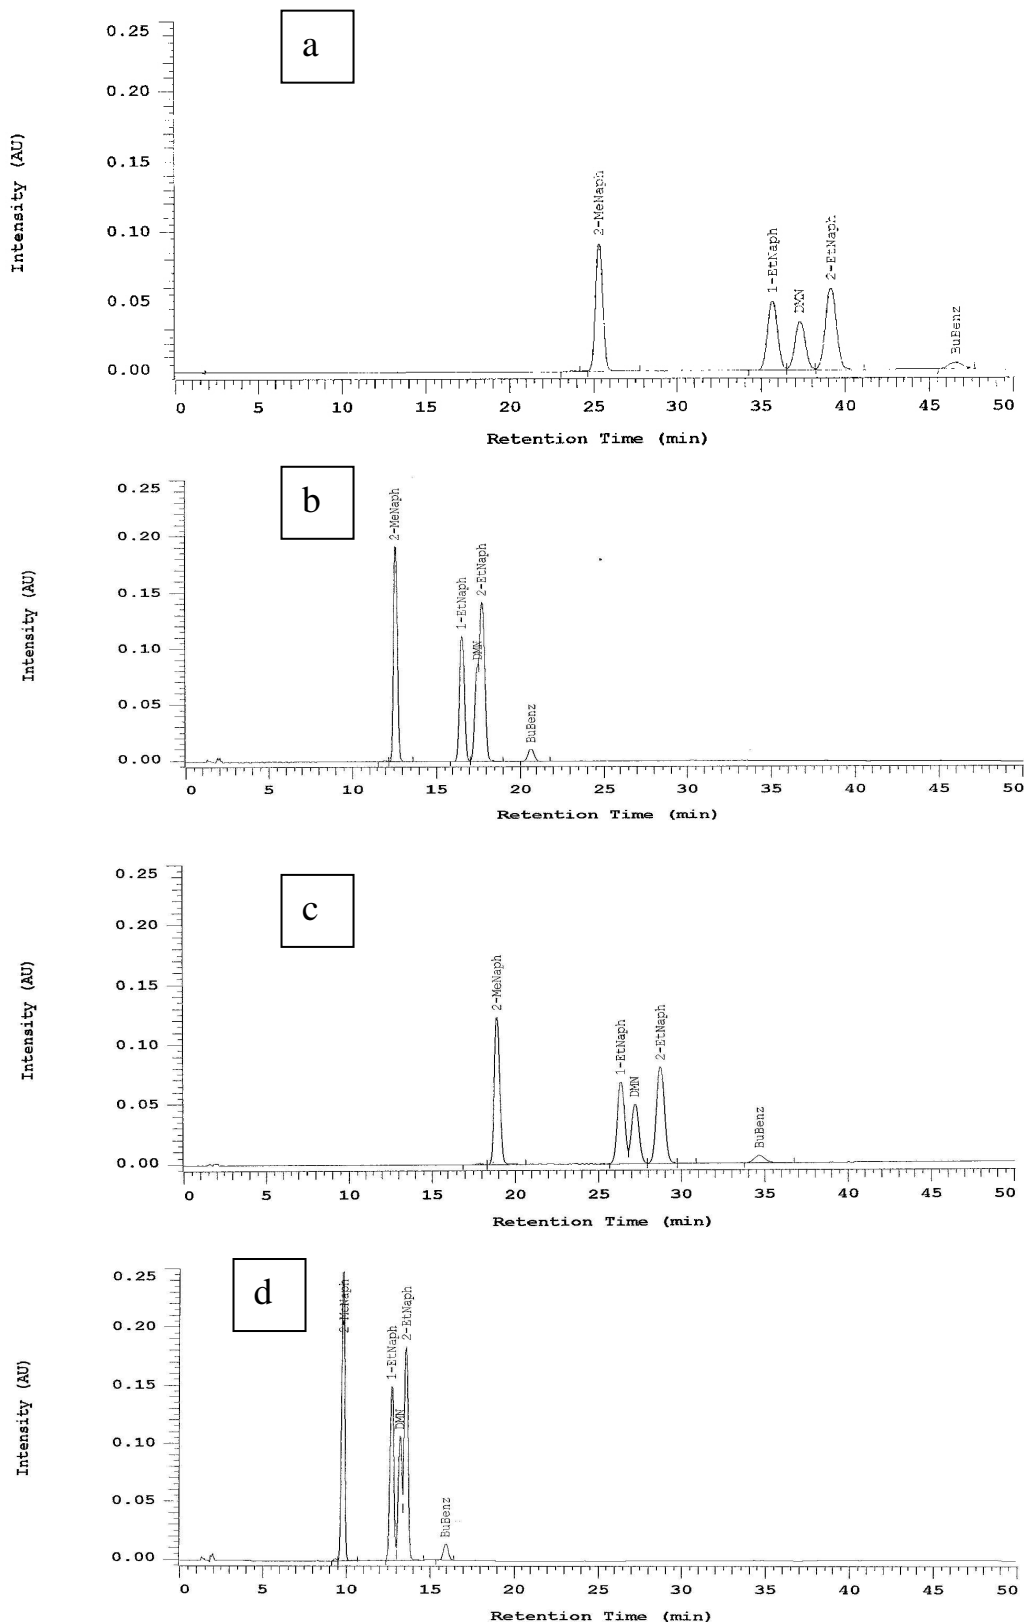 a
0.25
0.20
0.15
0.10
0.05
0.00
Intensity (AU)
2-MeNaph
1-EtNaph
DMN
2-EtNaph
BuBenz
0 5 10 15 20 25 30 35 40 45 50
Retention Time (min)
b
0.25
0.20
0.15
0.10
0.05
0.00
Intensity (AU)
2-MeNaph
1-EtNaph
DMN
2-EtNaph
BuBenz
0 5 10 15 20 25 30 35 40 45 50
Retention Time (min)
c
0.25
0.20
0.15
0.10
0.05
0.00
Intensity (AU)
2-MeNaph
1-EtNaph
DMN
2-EtNaph
BuBenz
0 5 10 15 20 25 30 35 40 45 50
Retention Time (min)
d
0.25
0.20
0.15
0.10
0.05
0.00
Intensity (AU)
2-MeNaph
1-EtNaph
DMN
2-EtNaph
BuBenz
0 5 10 15 20 25 30 35 40 45 50
Retention Time (min)